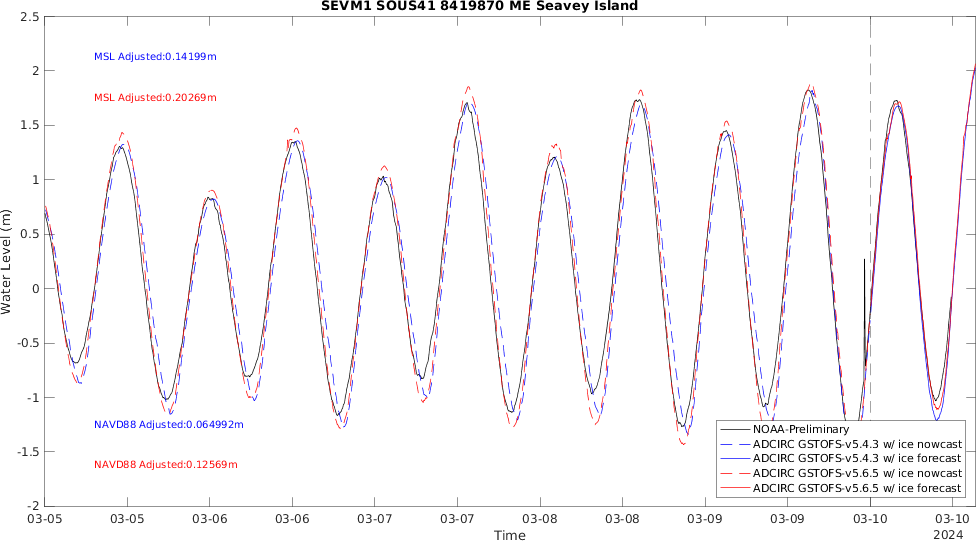 SEVM1 SOUS41 8419870 ME Seavey Island
2.5
2
1.5
1
0.5
0
-0.5
-1
-1.5
-2
Water Level (m)
MSL Adjusted:0.14199m
MSL Adjusted:0.20269m
NAVD88 Adjusted:0.064992m
NAVD88 Adjusted:0.12569m
NOAA-Preliminary
ADCIRC GSTOFS-v5.4.3 w/ ice nowcast
ADCIRC GSTOFS-v5.4.3 w/ ice forecast
ADCIRC GSTOFS-v5.6.5 w/ ice nowcast
ADCIRC GSTOFS-v5.6.5 w/ ice forecast
03-05 03-05 03-06 03-06 03-07 03-07 03-08 03-08 03-09 03-09 03-10 03-10
Time
2024